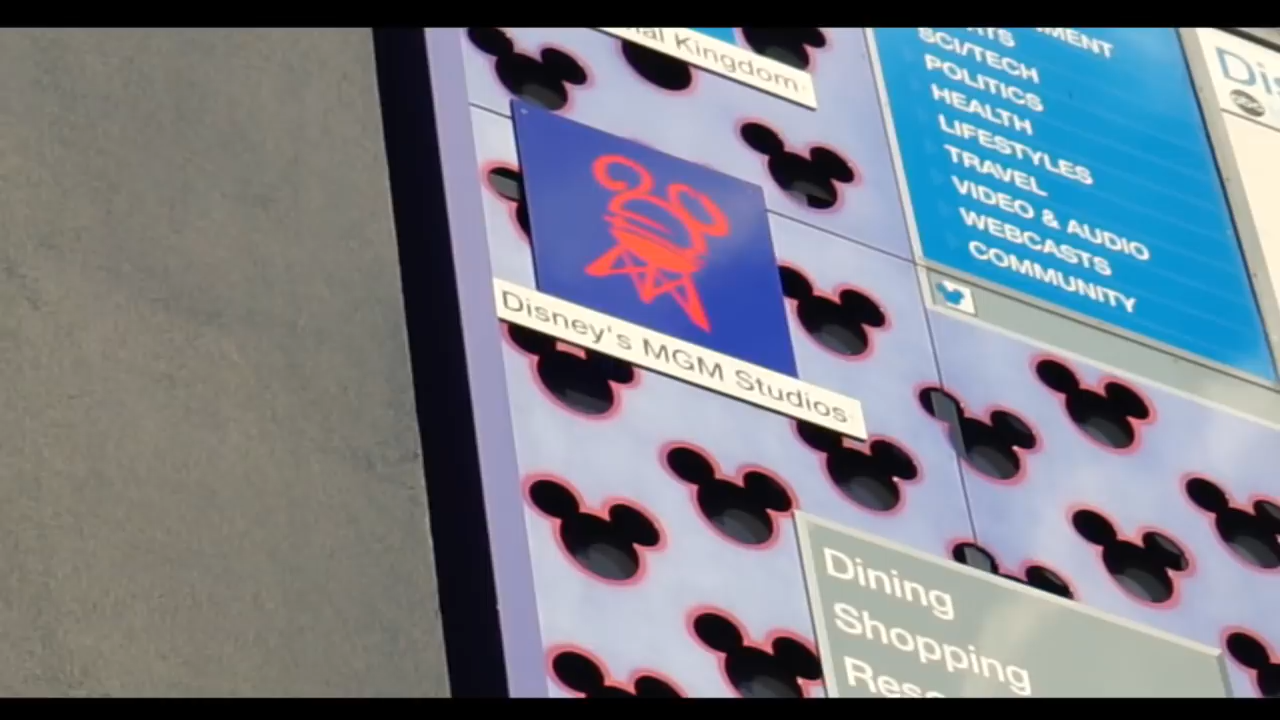 Kingdom
SCI/TECH
POLITICS
HEALTH
LIFESTYLES
TRAVEL
VIDEO & AUDIO
WEBCASTS
COMMUNITY
Disney's MGM Studios
Dining
Shopping